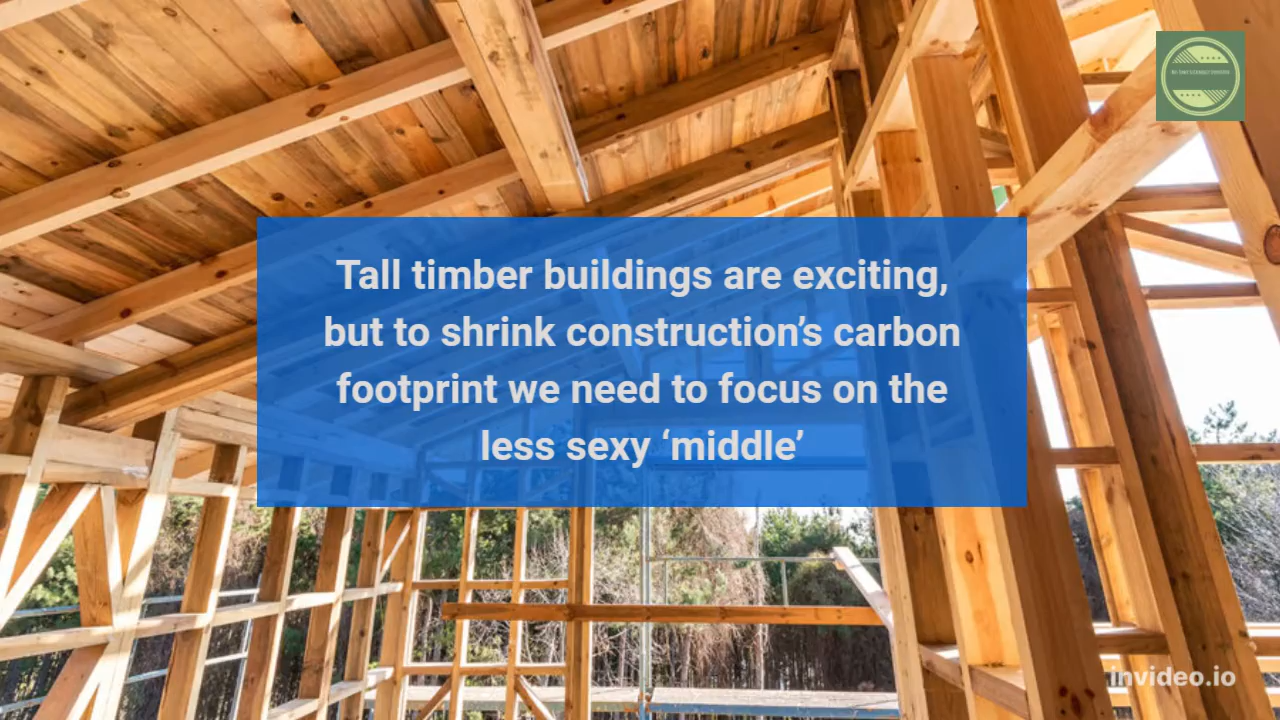 Tall timber buildings are exciting,
but to shrink construction’s carbon
footprint we need to focus on the
less sexy ‘middle’
invideo.io